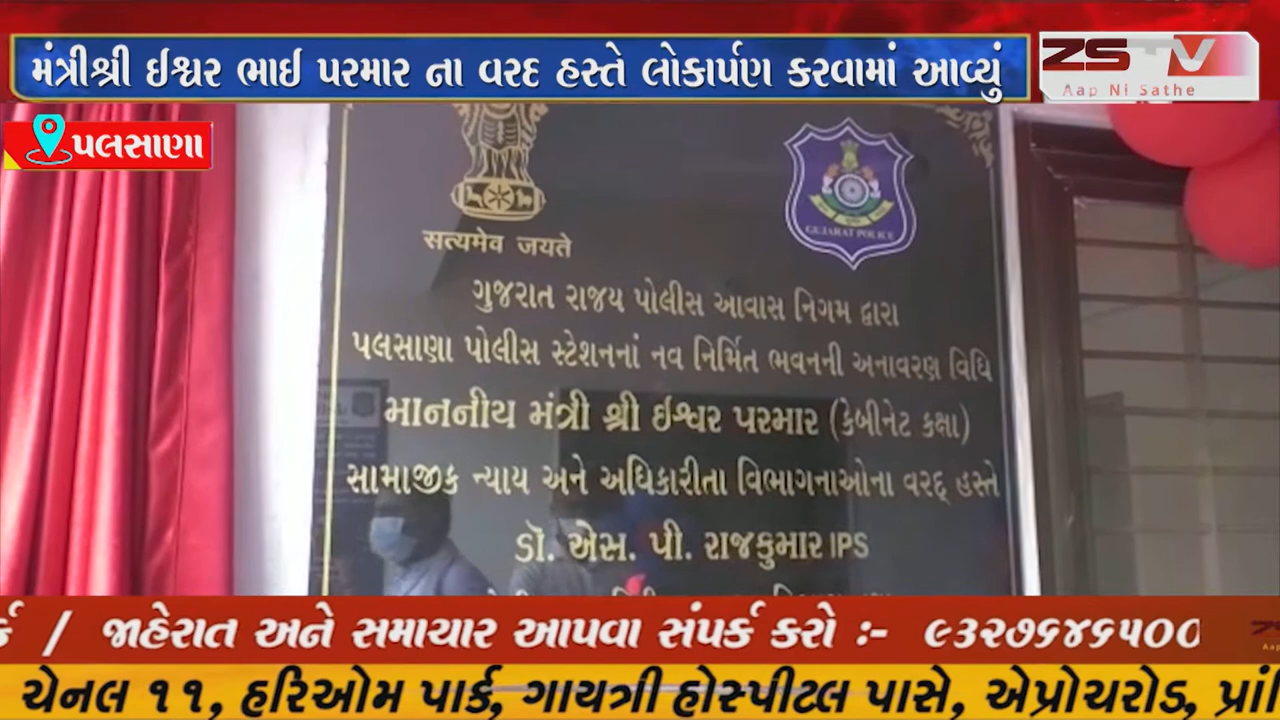 મંત્રીશ્રી ઈશ્વર ભાઈ પરમાર ના વરદ હસ્તે લોકાર્પણ કરવામાં આવ્યું
ZS TV
Aap Ni Sathe
પલસાણા
સત્યમેવ જયતે
GUJARAT POLICE
ગુજરાત રાજય પોલીસ આવાસ નિગમ દ્વારા
પલસાણા પોલીસ સ્ટેશનનાં નવ નિર્મિત ભવનની અનાવરણ વિધિ
માનનીય મંત્રી શ્રી ઈશ્વર પરમાર (કેબીનેટ કક્ષા)
સામાજીક ન્યાય અને અધિકારીતા વિભાગનાઓના વરદ્ હસ્તે
ડૉ. એસ. પી. રાજકુમાર IPS
/ જાહેરાત અને સમાચાર આપવા સંપર્ક કરો :- ૯૩૨૭૬૪૬૫૦૦
ચેનલ ૧૧, હરિઓમ પાર્ક, ગાયત્રી હોસ્પીટલ પાસે, એપ્રોચરોડ,